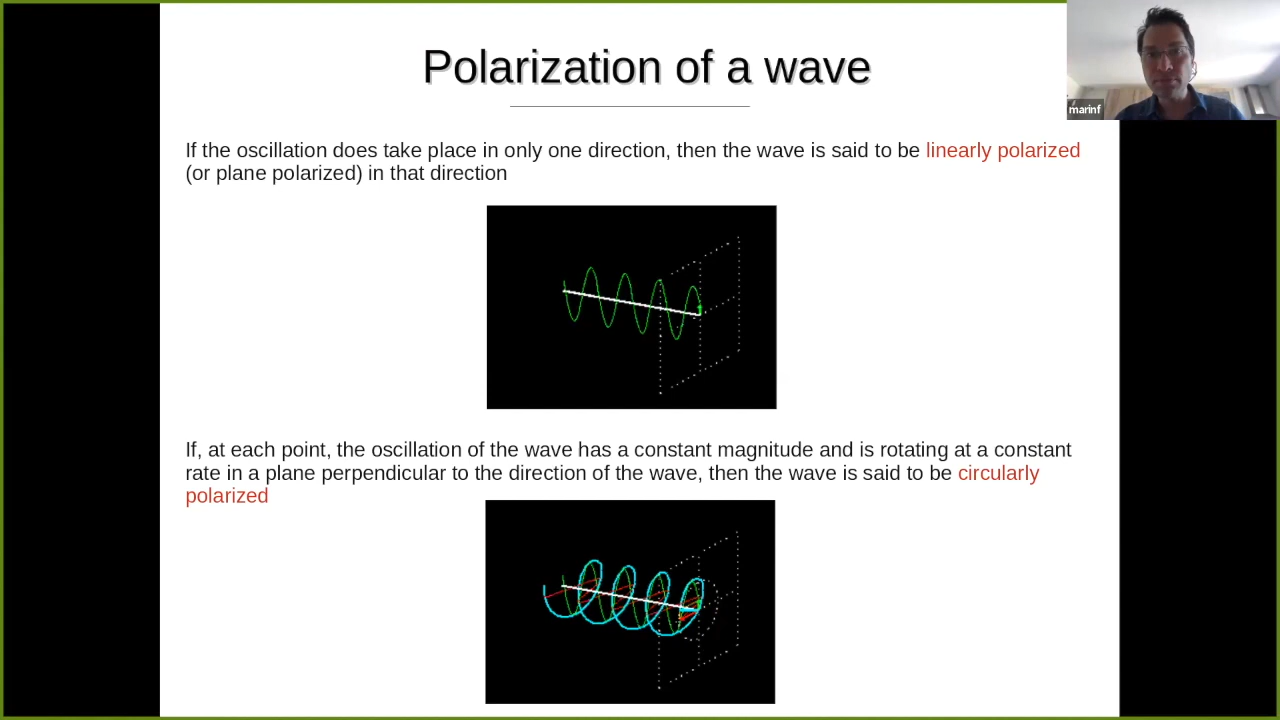 Polarization of a wave
marinf
If the oscillation does take place in only one direction, then the wave is said to be linearly polarized
(or plane polarized) in that direction
If, at each point, the oscillation of the wave has a constant magnitude and is rotating at a constant
rate in a plane perpendicular to the direction of the wave, then the wave is said to be circularly
polarized